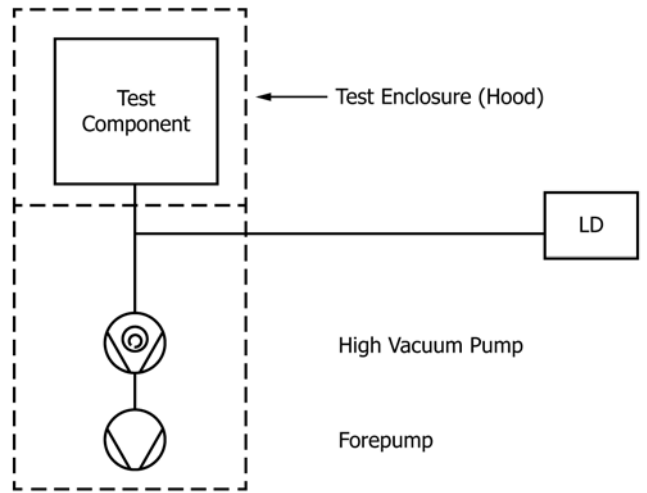 Test
Component
Test Enclosure (Hood)
LD
High Vacuum Pump
Forepump